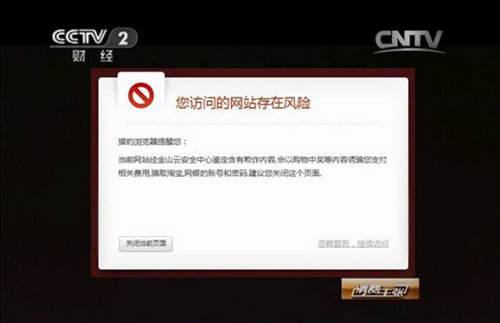 CCTV 2
CNTV
财经
您访问的网站存在风险
猎豹浏览器提醒您：
当前网站经金山云安全中心鉴定含有欺诈内容,会以购物中奖等内容诱骗您支付
相关费用,骗取淘宝,网银的账号和密码.建议您关闭这个页面.
关闭当前页面
忽略警告，继续访问
消费主张